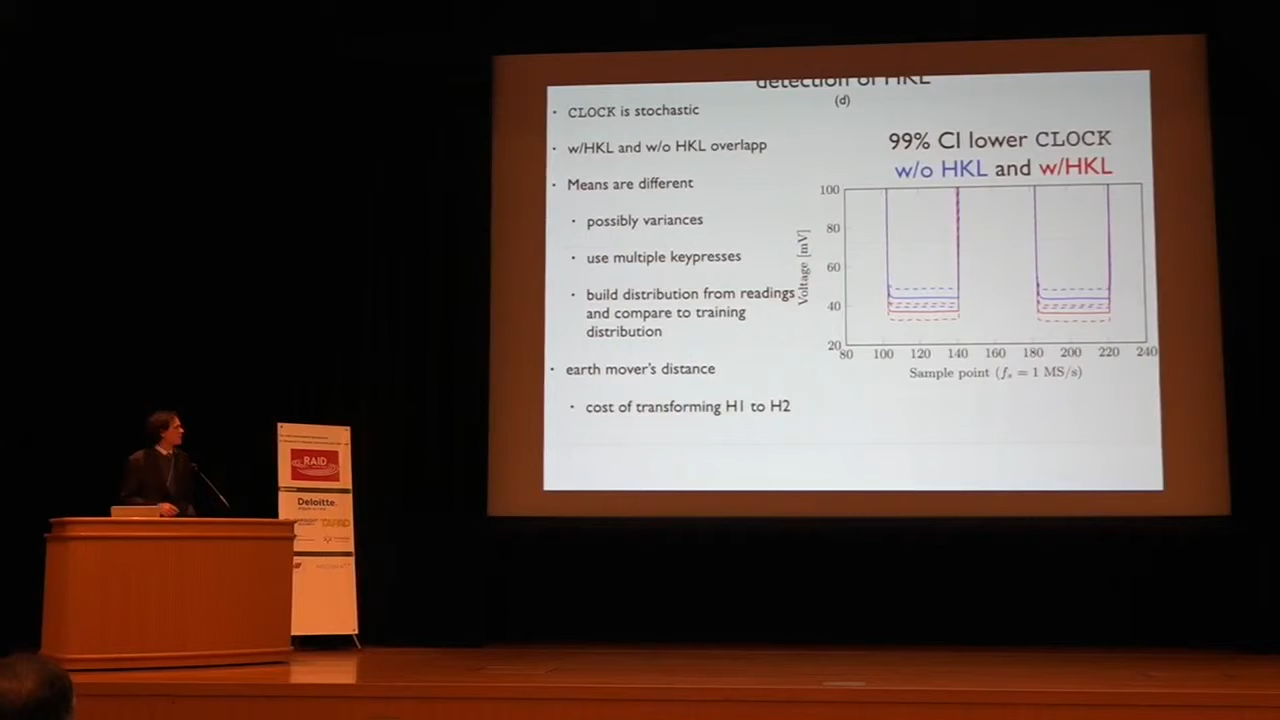 detection of HKL
(d)
• CLOCK is stochastic
• w/HKL and w/o HKL overlapp
• Means are different
• possibly variances
• use multiple keypresses
• build distribution from readings
and compare to training
distribution
• earth mover's distance
• cost of transforming H1 to H2
99% CI lower CLOCK
w/o HKL and w/HKL
Voltage [mV]
100
80
60
40
20
80 100 120 140 160 180 200 220 240
Sample point (fs = 1 MS/s)
RAID
Deloitte.